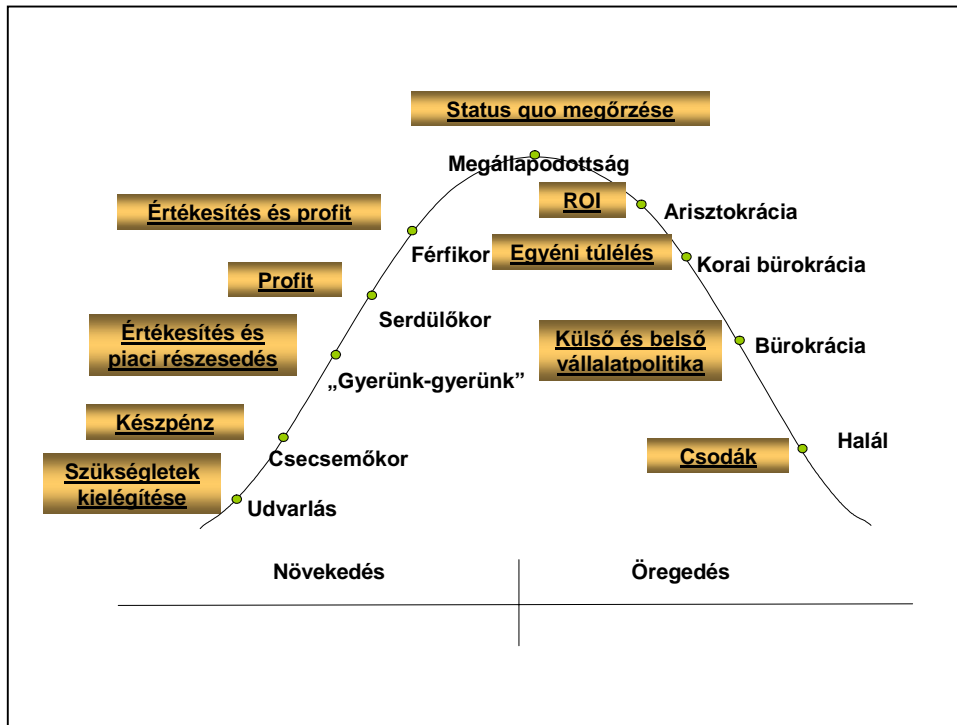 Status quo megőrzése
Megállapodottság
ROI
Arisztokrácia
Értékesítés és profit
Férfikor
Egyéni túlélés
Korai bürokrácia
Profit
Serdülőkor
Értékesítés és
piaci részesedés
„Gyerünk-gyerünk”
Külső és belső
vállalatpolitika
Bürokrácia
Készpénz
Csecsemőkor
Csodák
Halál
Szükségletek
kielégítése
Udvarlás
Növekedés
Öregedés